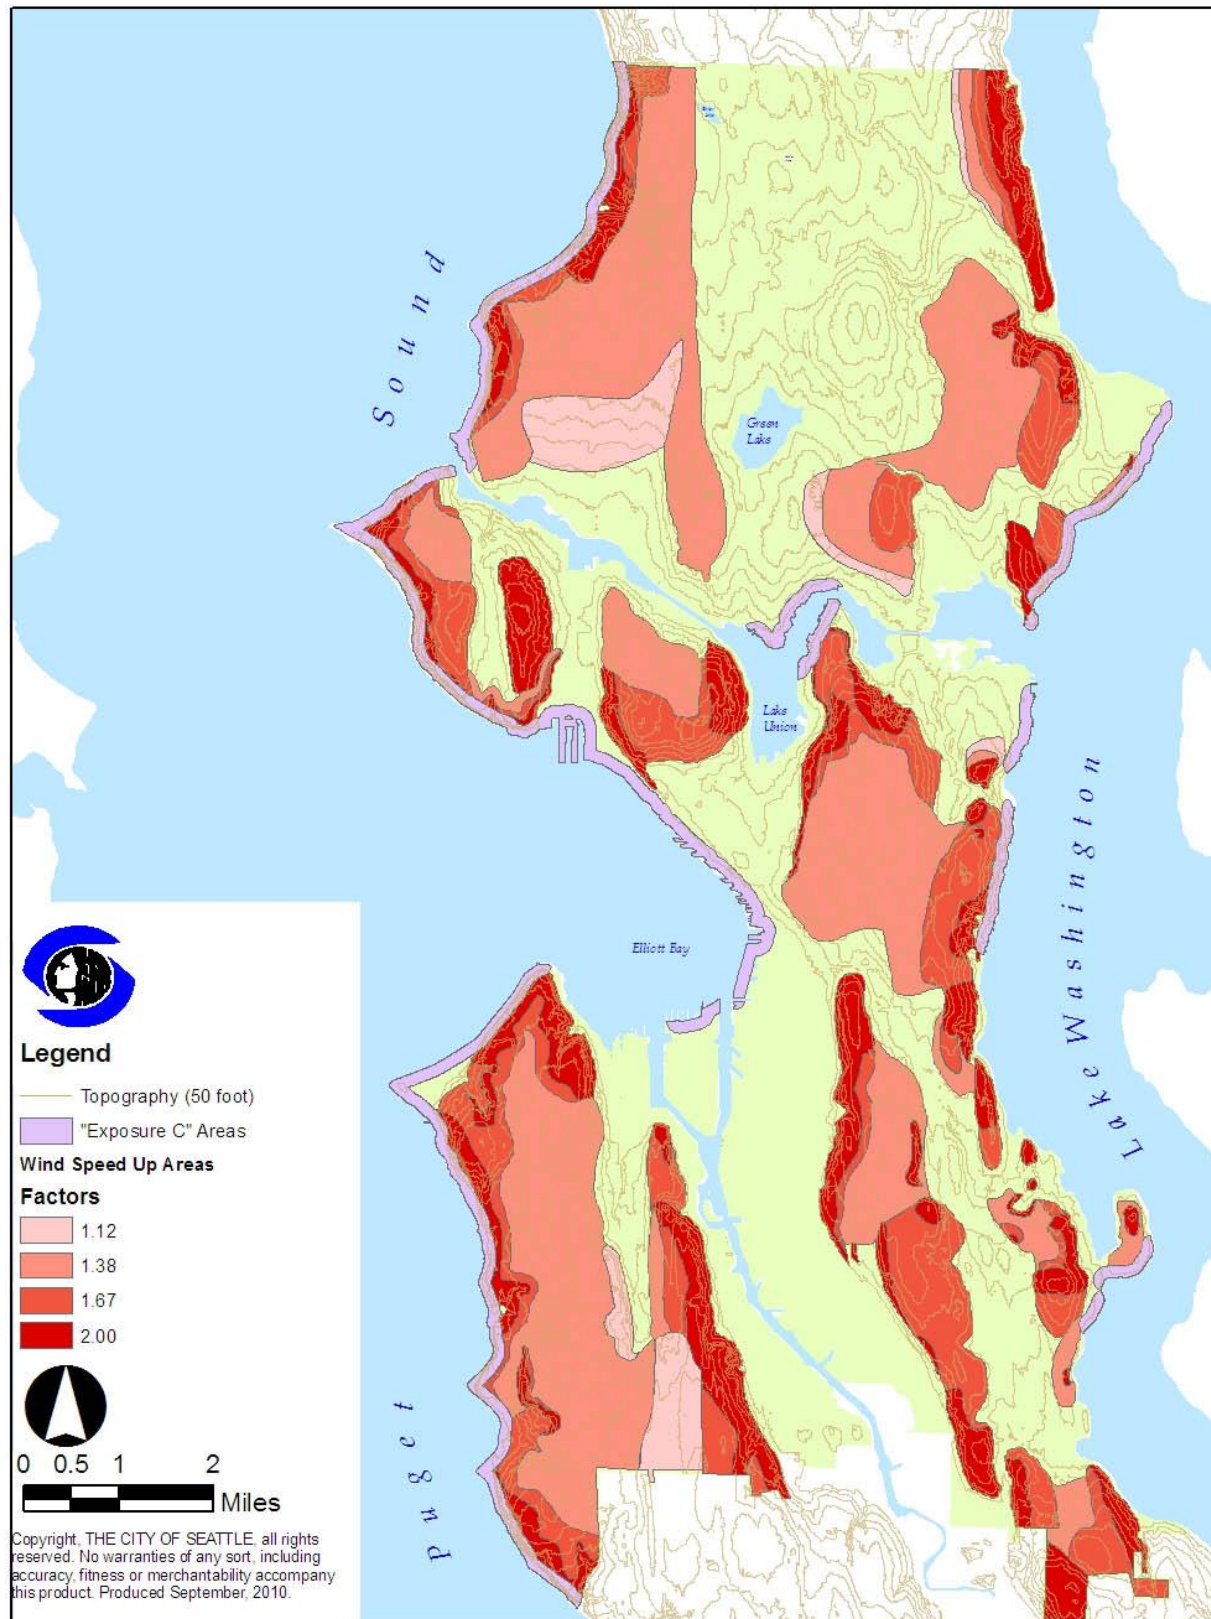 Sound
Green
Lake
Lake
Union
Lake Washington
Elliott Bay
Puget
Legend
Topography (50 foot)
"Exposure C" Areas
Wind Speed Up Areas
Factors
1.12
1.38
1.67
2.00
0 0.5 1 2
Miles
Copyright, THE CITY OF SEATTLE, all rights
reserved. No warranties of any sort, including
accuracy, fitness or merchantability accompany
this product. Produced September, 2010.